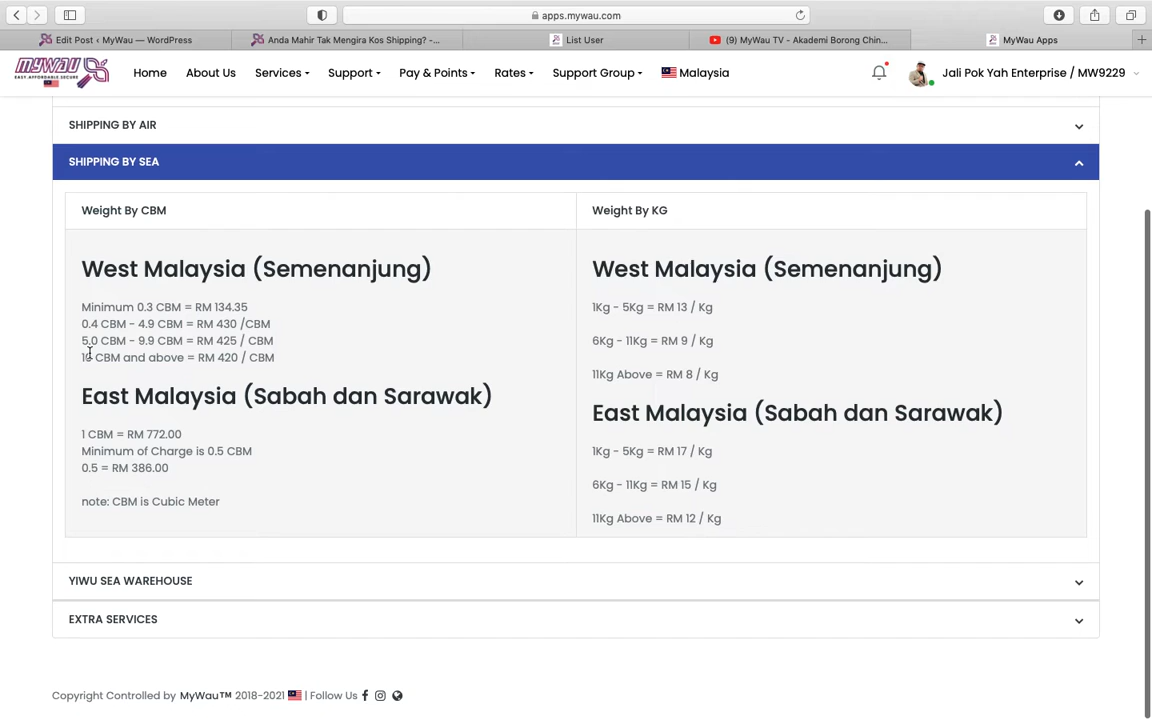 apps.mywau.com
Edit Post ‹ MyWau — WordPress
Anda Mahir Tak Mengira Kos Shipping? -...
List User
(9) MyWau TV - Akademi Borong Chin...
MyWau Apps
MYWAU
EASY.AFFORDABLE.SECURE
Home
About Us
Services
Support
Pay & Points
Rates
Support Group
Malaysia
Jali Pok Yah Enterprise / MW9229
SHIPPING BY AIR
SHIPPING BY SEA
Weight By CBM
West Malaysia (Semenanjung)
Minimum 0.3 CBM = RM 134.35
0.4 CBM - 4.9 CBM = RM 430 /CBM
5.0 CBM - 9.9 CBM = RM 425 / CBM
10 CBM and above = RM 420 / CBM
East Malaysia (Sabah dan Sarawak)
1 CBM = RM 772.00
Minimum of Charge is 0.5 CBM
0.5 = RM 386.00
note: CBM is Cubic Meter
Weight By KG
West Malaysia (Semenanjung)
1Kg - 5Kg = RM 13 / Kg
6Kg - 11Kg = RM 9 / Kg
11Kg Above = RM 8 / Kg
East Malaysia (Sabah dan Sarawak)
1Kg - 5Kg = RM 17 / Kg
6Kg - 11Kg = RM 15 / Kg
11Kg Above = RM 12 / Kg
YIWU SEA WAREHOUSE
EXTRA SERVICES
Copyright Controlled by MyWau™ 2018-2021 | Follow Us